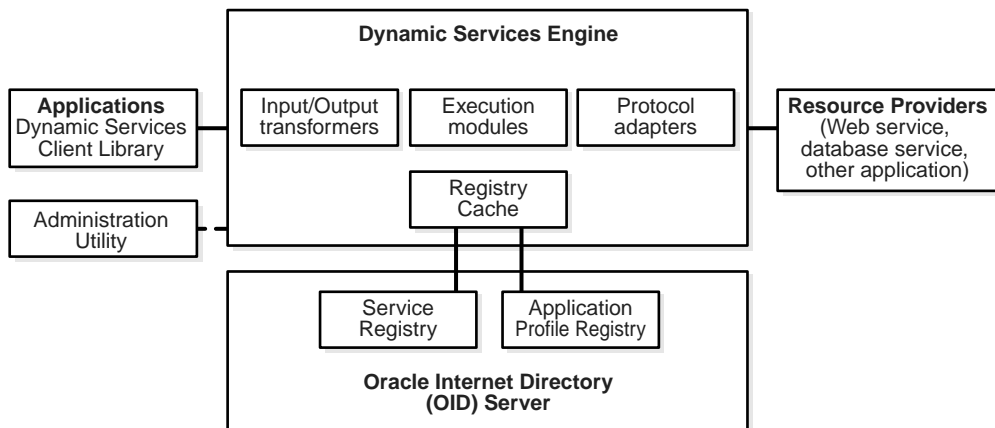 Dynamic Services Engine
Applications
Dynamic Services
Client Library
Input/Output
transformers
Execution
modules
Protocol
adapters
Resource Providers
(Web service,
database service,
other application)
Administration
Utility
Registry
Cache
Service
Registry
Application
Profile Registry
Oracle Internet Directory
(OID) Server